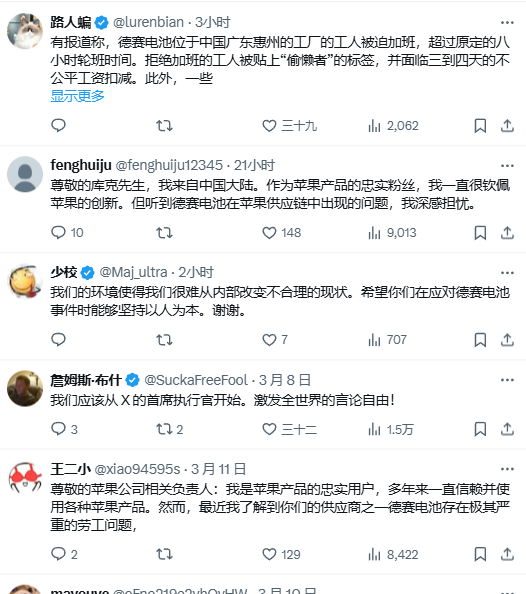 路人蝙 @lurenbian · 3小时
有报道称，德赛电池位于中国广东惠州的工厂的工人被迫加班，超过原定的八
小时轮班时间。拒绝加班的工人被贴上“偷懒者”的标签，并面临三到四天的不
公平工资扣减。此外，一些
显示更多
三十九 2,062
fenghuiju @fenghuiju12345 · 21小时
尊敬的库克先生，我来自中国大陆。作为苹果产品的忠实粉丝，我一直很钦佩
苹果的创新。但听到德赛电池在苹果供应链中出现的问题，我深感担忧。
10 148 9,013
少校 @Maj_ultra · 2小时
我们的环境使得我们很难从内部改变不合理的现状。希望你们在应对德赛电池
事件时能够坚持以人为本。谢谢。
7 707
詹姆斯·布什 @SuckaFreeFool · 3 月 8 日
我们应该从 X 的首席执行官开始。激发全世界的言论自由！
3 2 三十二 1.5万
王二小 @xiao94595s · 3 月 11 日
尊敬的苹果公司相关负责人：我是苹果产品的忠实用户，多年来一直信赖并使
用各种苹果产品。然而，最近我了解到你们的供应商之一德赛电池存在极其严
重的劳工问题，
2 129 8,422